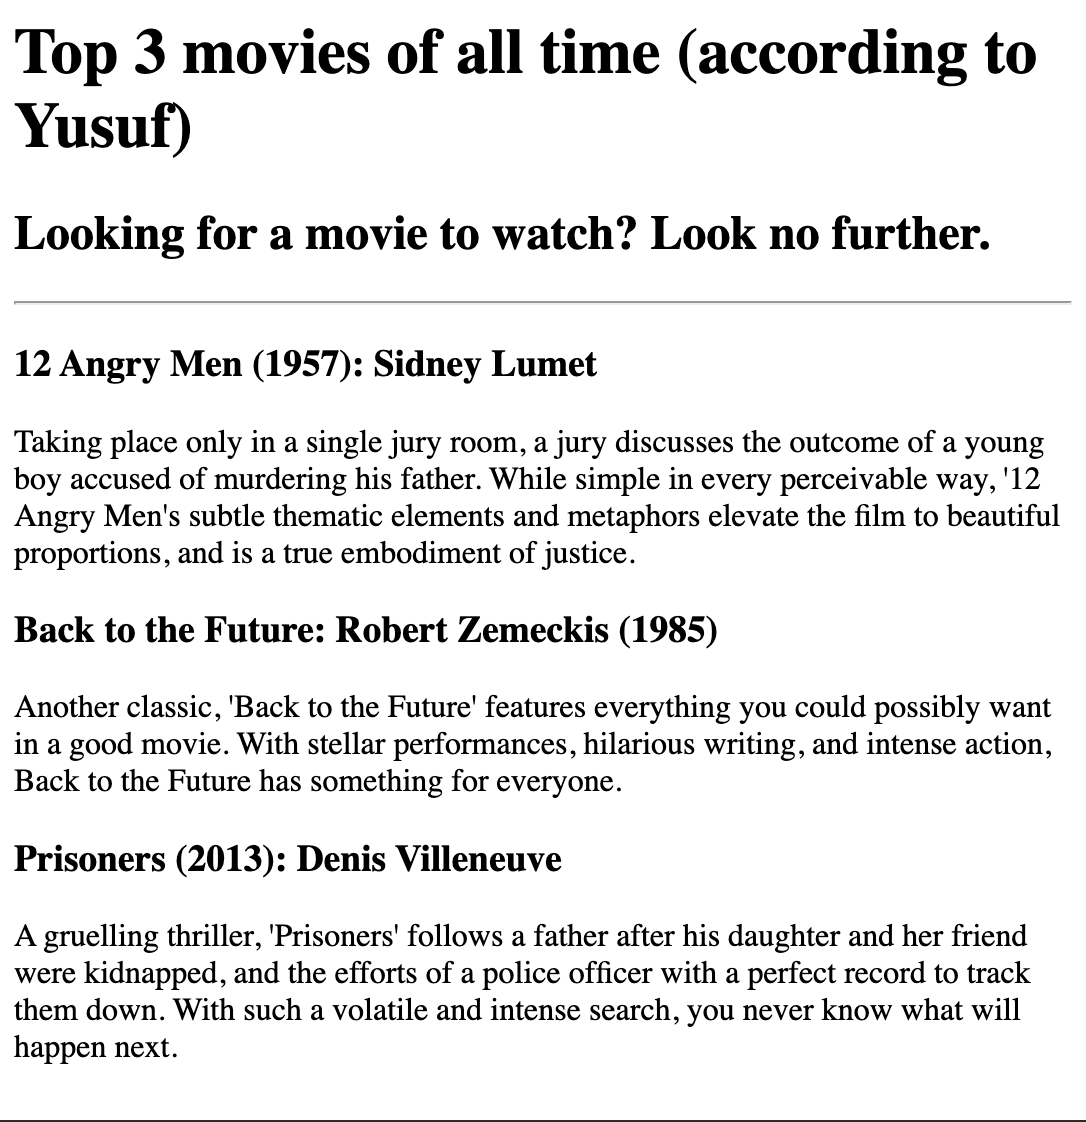 Top 3 movies of all time (according to
Yusuf)
Looking for a movie to watch? Look no further.
12 Angry Men (1957): Sidney Lumet
Taking place only in a single jury room, a jury discusses the outcome of a young
boy accused of murdering his father. While simple in every perceivable way, '12
Angry Men's subtle thematic elements and metaphors elevate the film to beautiful
proportions, and is a true embodiment of justice.
Back to the Future: Robert Zemeckis (1985)
Another classic, 'Back to the Future' features everything you could possibly want
in a good movie. With stellar performances, hilarious writing, and intense action,
Back to the Future has something for everyone.
Prisoners (2013): Denis Villeneuve
A gruelling thriller, 'Prisoners' follows a father after his daughter and her friend
were kidnapped, and the efforts of a police officer with a perfect record to track
them down. With such a volatile and intense search, you never know what will
happen next.